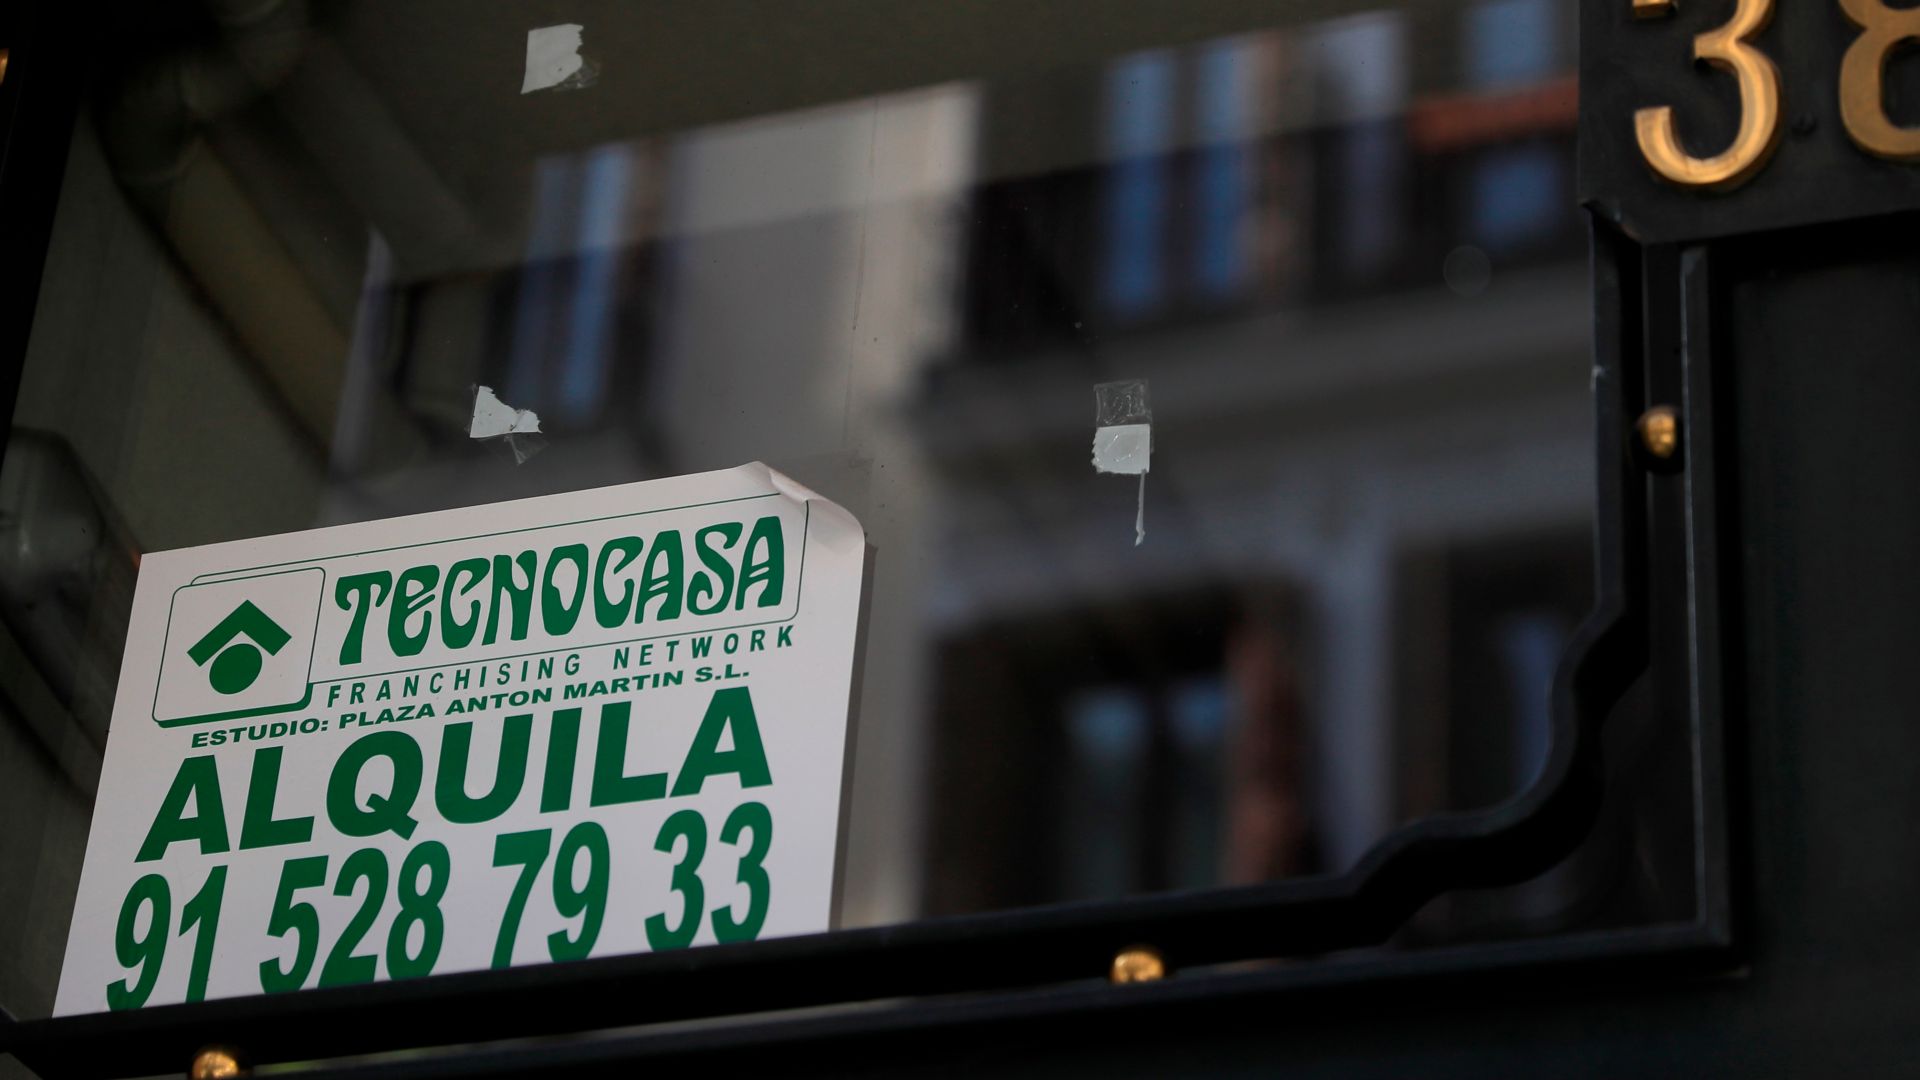 38
TECNOCASA
FRANCHISING NETWORK
ESTUDIO: PLAZA ANTON MARTIN S.L.
ALQUILA
91 528 79 33